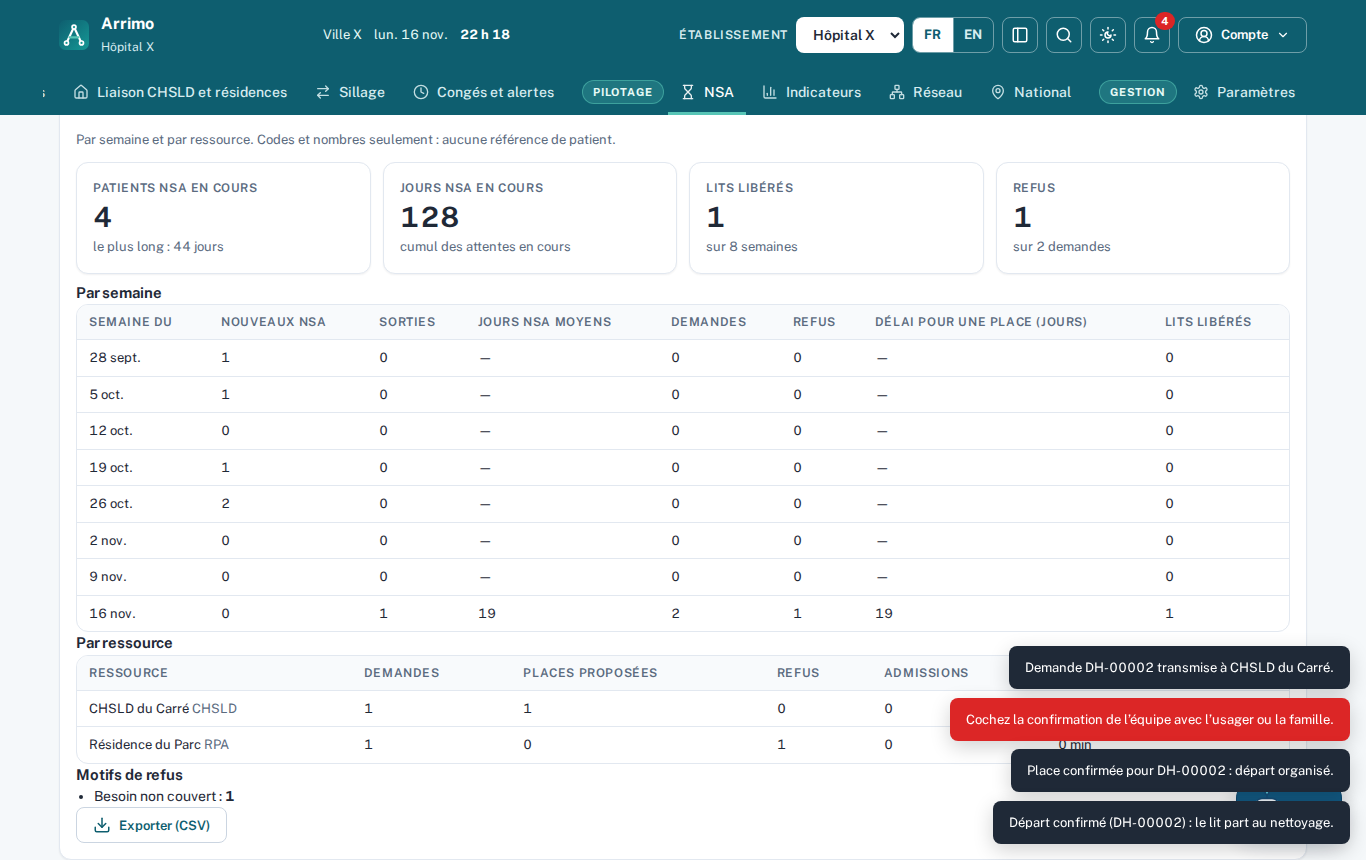 Arrimo
Hôpital X
Ville X lun. 16 nov. 22 h 18
ÉTABLISSEMENT Hôpital X FR EN 4 Compte
Liaison CHSLD et résidences Sillage Congés et alertes PILOTAGE NSA Indicateurs Réseau National GESTION Paramètres
Par semaine et par ressource. Codes et nombres seulement : aucune référence de patient.
PATIENTS NSA EN COURS
4
le plus long : 44 jours
JOURS NSA EN COURS
128
cumul des attentes en cours
LITS LIBÉRÉS
1
sur 8 semaines
REFUS
1
sur 2 demandes
Par semaine
SEMAINE DU NOUVEAUX NSA SORTIES JOURS NSA MOYENS DEMANDES REFUS DÉLAI POUR UNE PLACE (JOURS) LITS LIBÉRÉS
28 sept. 1 0 — 0 0 — 0
5 oct. 1 0 — 0 0 — 0
12 oct. 0 0 — 0 0 — 0
19 oct. 1 0 — 0 0 — 0
26 oct. 2 0 — 0 0 — 0
2 nov. 0 0 — 0 0 — 0
9 nov. 0 0 — 0 0 — 0
16 nov. 0 1 19 2 1 19 1
Par ressource
RESSOURCE DEMANDES PLACES PROPOSÉES REFUS ADMISSIONS
CHSLD du Carré CHSLD 1 1 0 0
Résidence du Parc RPA 1 0 1 0 0 min
Motifs de refus
• Besoin non couvert : 1
Exporter (CSV)
Demande DH-00002 transmise à CHSLD du Carré.
Cochez la confirmation de l'équipe avec l'usager ou la famille.
Place confirmée pour DH-00002 : départ organisé.
Départ confirmé (DH-00002) : le lit part au nettoyage.